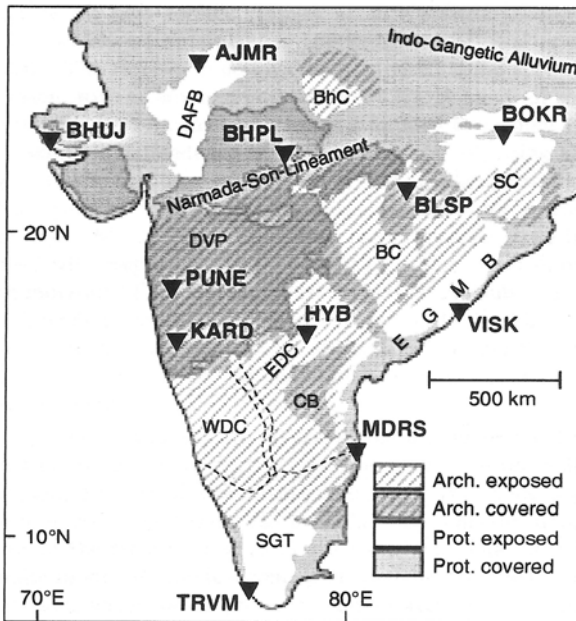 Indo-Gangetic Alluvium
AJMR
DAFB
BhC
BHUJ
BHPL
BOKR
Narmada-Son-Lineament
SC
BLSP
20°N
DVP
BC
PUNE
E G M B
HYB
VISK
KARD
EDC
500 km
CB
WDC
MDRS
Arch. exposed
Arch. covered
Prot. exposed
Prot. covered
10°N
SGT
TRVM
70°E
80°E